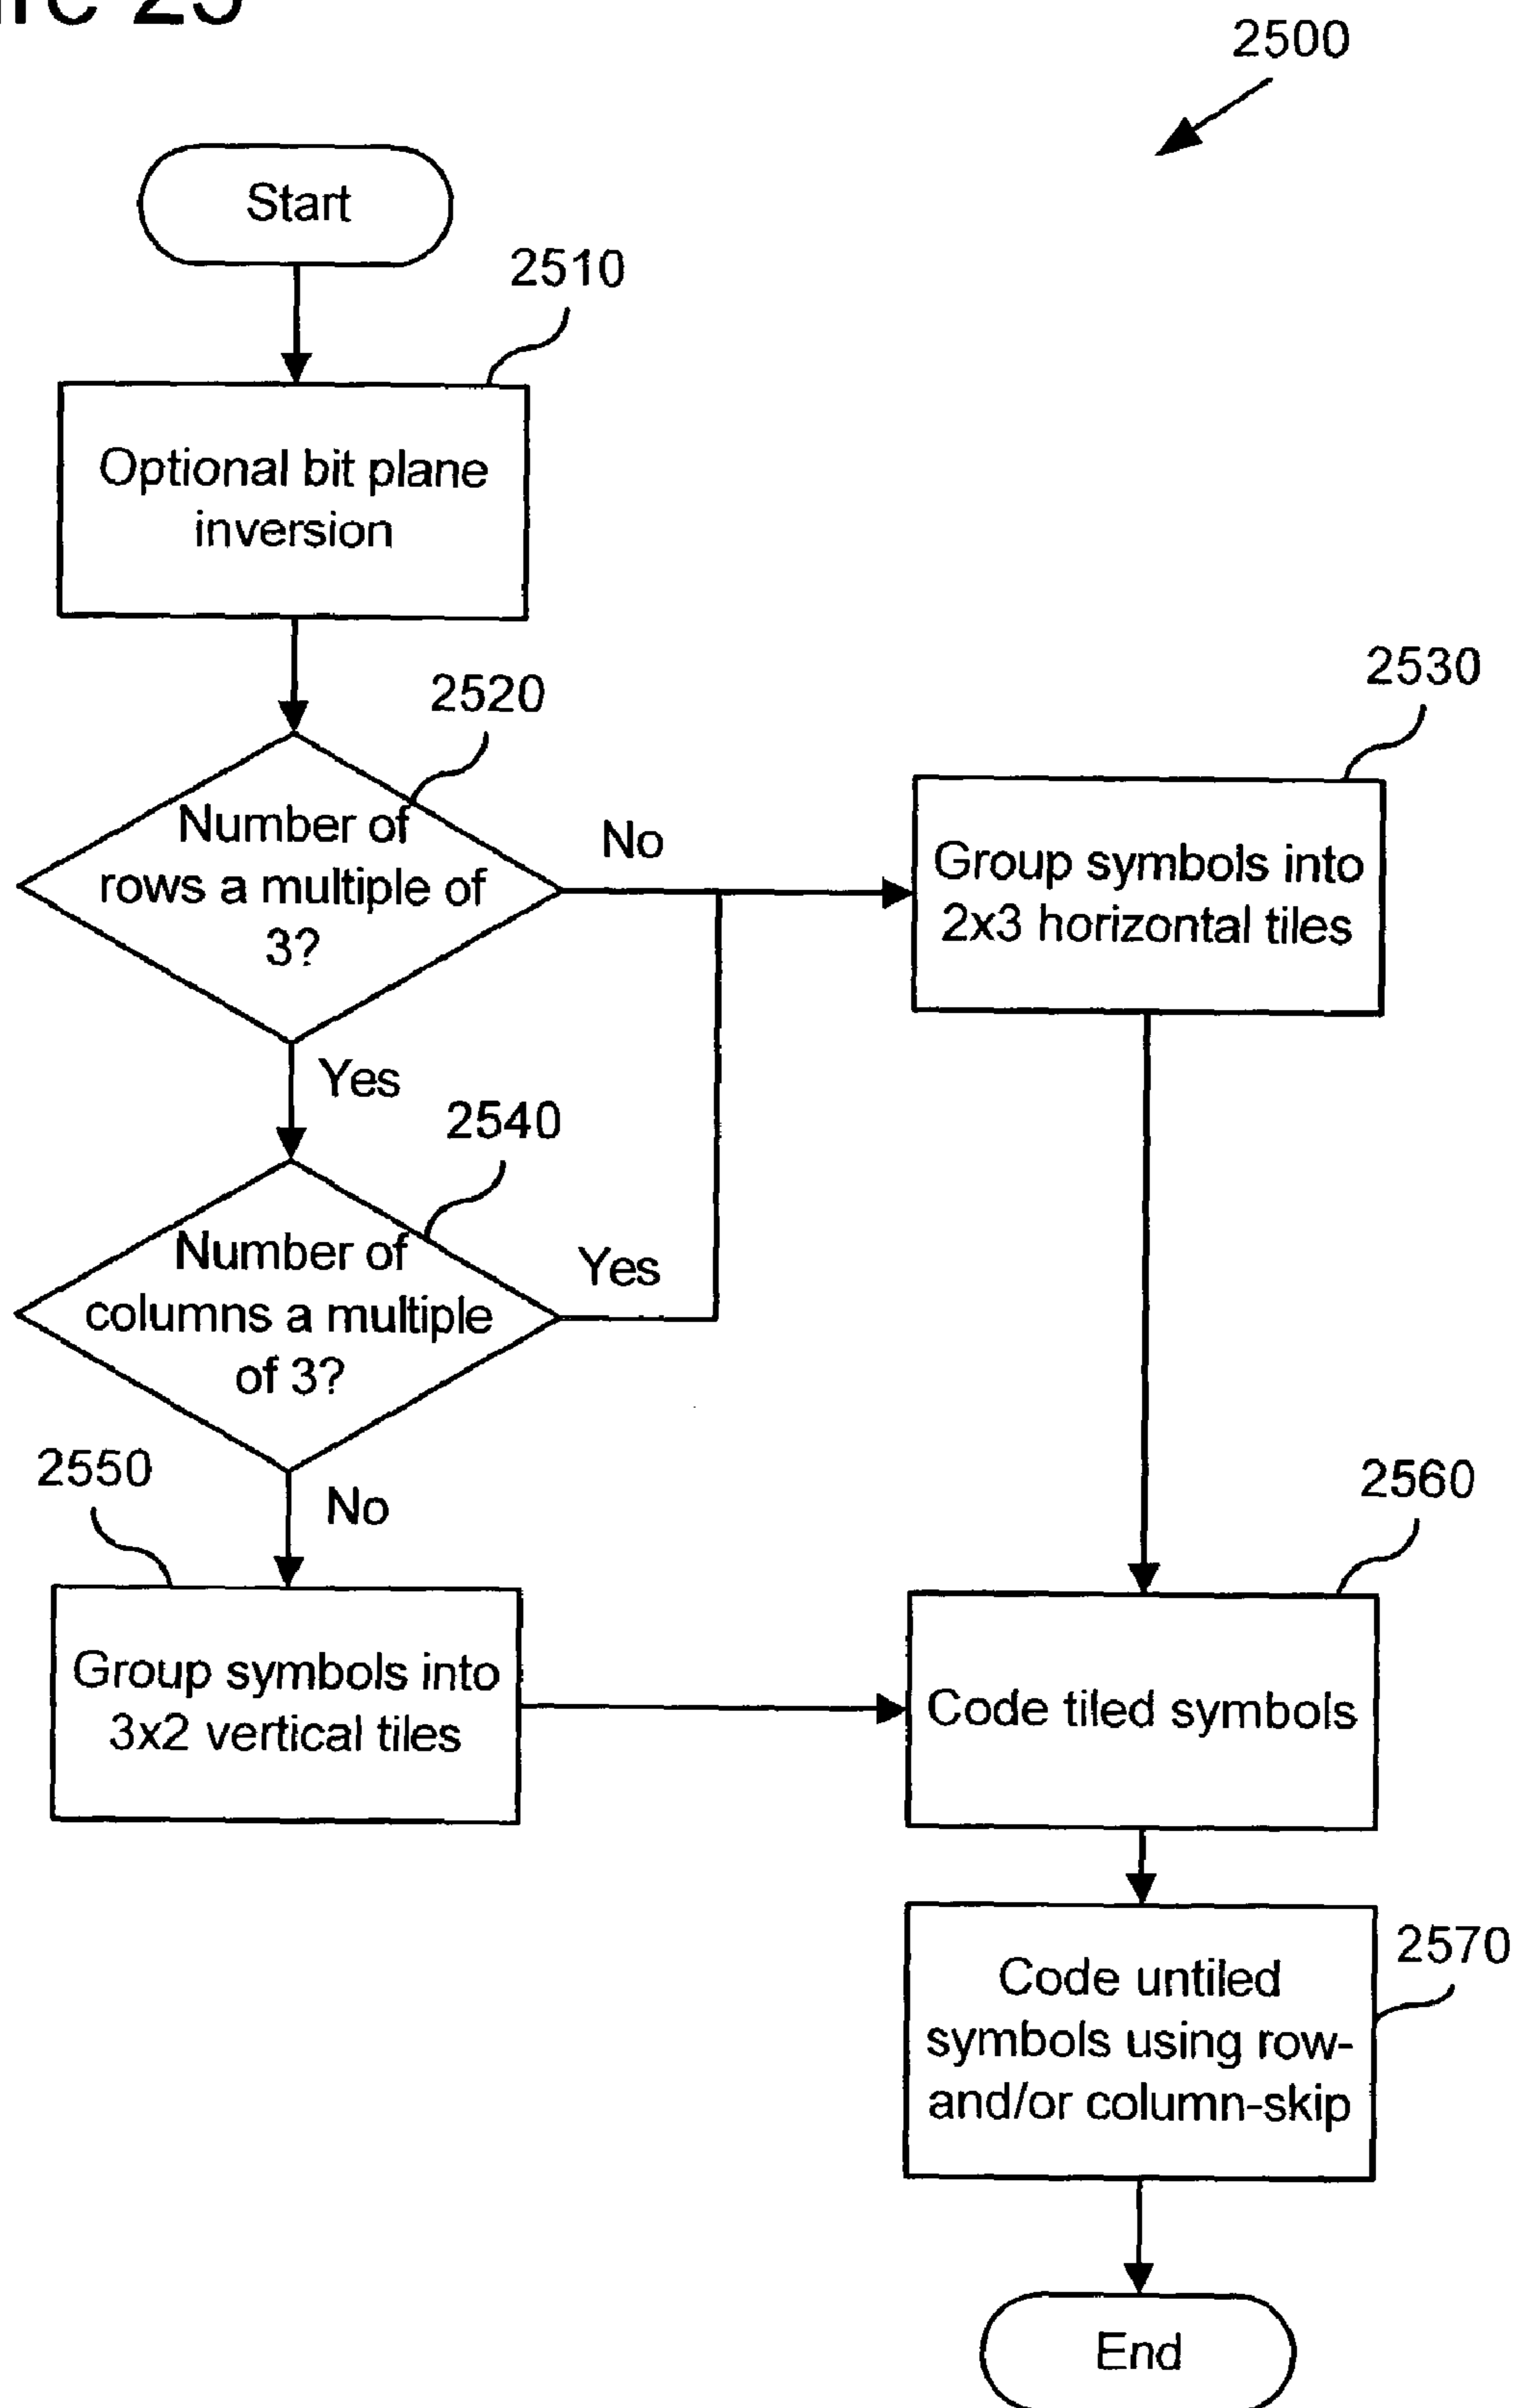 2500
Start
2510
Optional bit plane
inversion
2520
Number of
rows a multiple of
3?
No
2530
Group symbols into
2x3 horizontal tiles
Yes
2540
Number of
columns a multiple
of 3?
Yes
2550
No
Group symbols into
3x2 vertical tiles
2560
Code tiled symbols
2570
Code untiled
symbols using row-
and/or column-skip
End